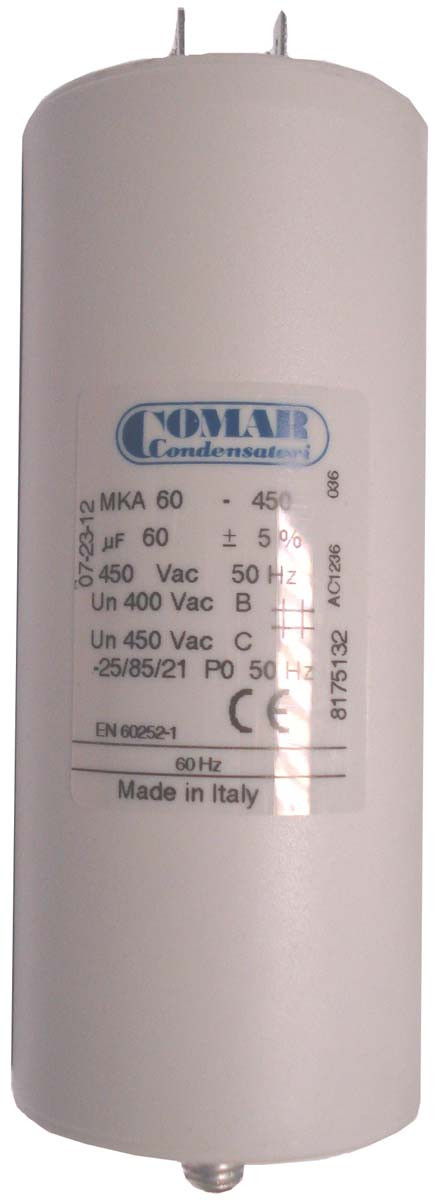 COMAR
Condensatori
MKA 60 - 450
µF 60 ± 5 %
450 Vac 50 Hz
Un 400 Vac B
Un 450 Vac C
-25/85/21 P0 50 Hz
CE
EN 60252-1
60 Hz
Made in Italy
07-23-12
036
AC1236
8175132